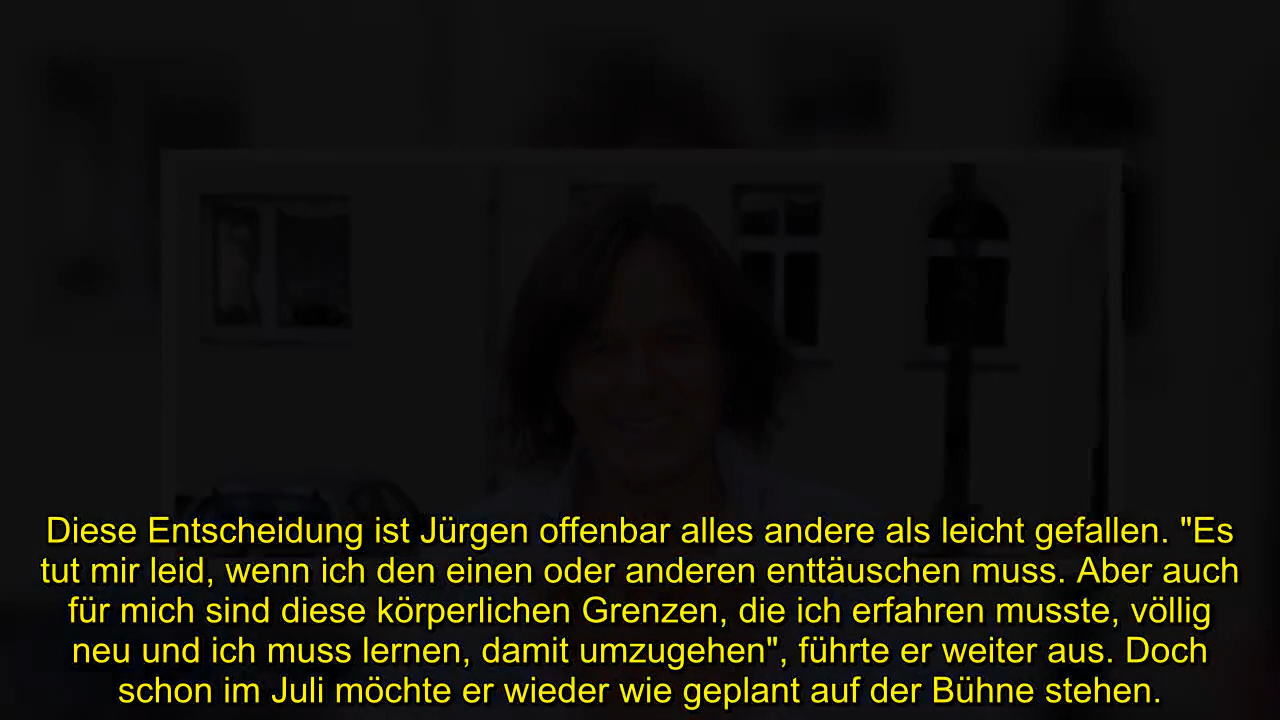 Diese Entscheidung ist Jürgen offenbar alles andere als leicht gefallen. "Es
tut mir leid, wenn ich den einen oder anderen enttäuschen muss. Aber auch
für mich sind diese körperlichen Grenzen, die ich erfahren musste, völlig
neu und ich muss lernen, damit umzugehen", führte er weiter aus. Doch
schon im Juli möchte er wieder wie geplant auf der Bühne stehen.